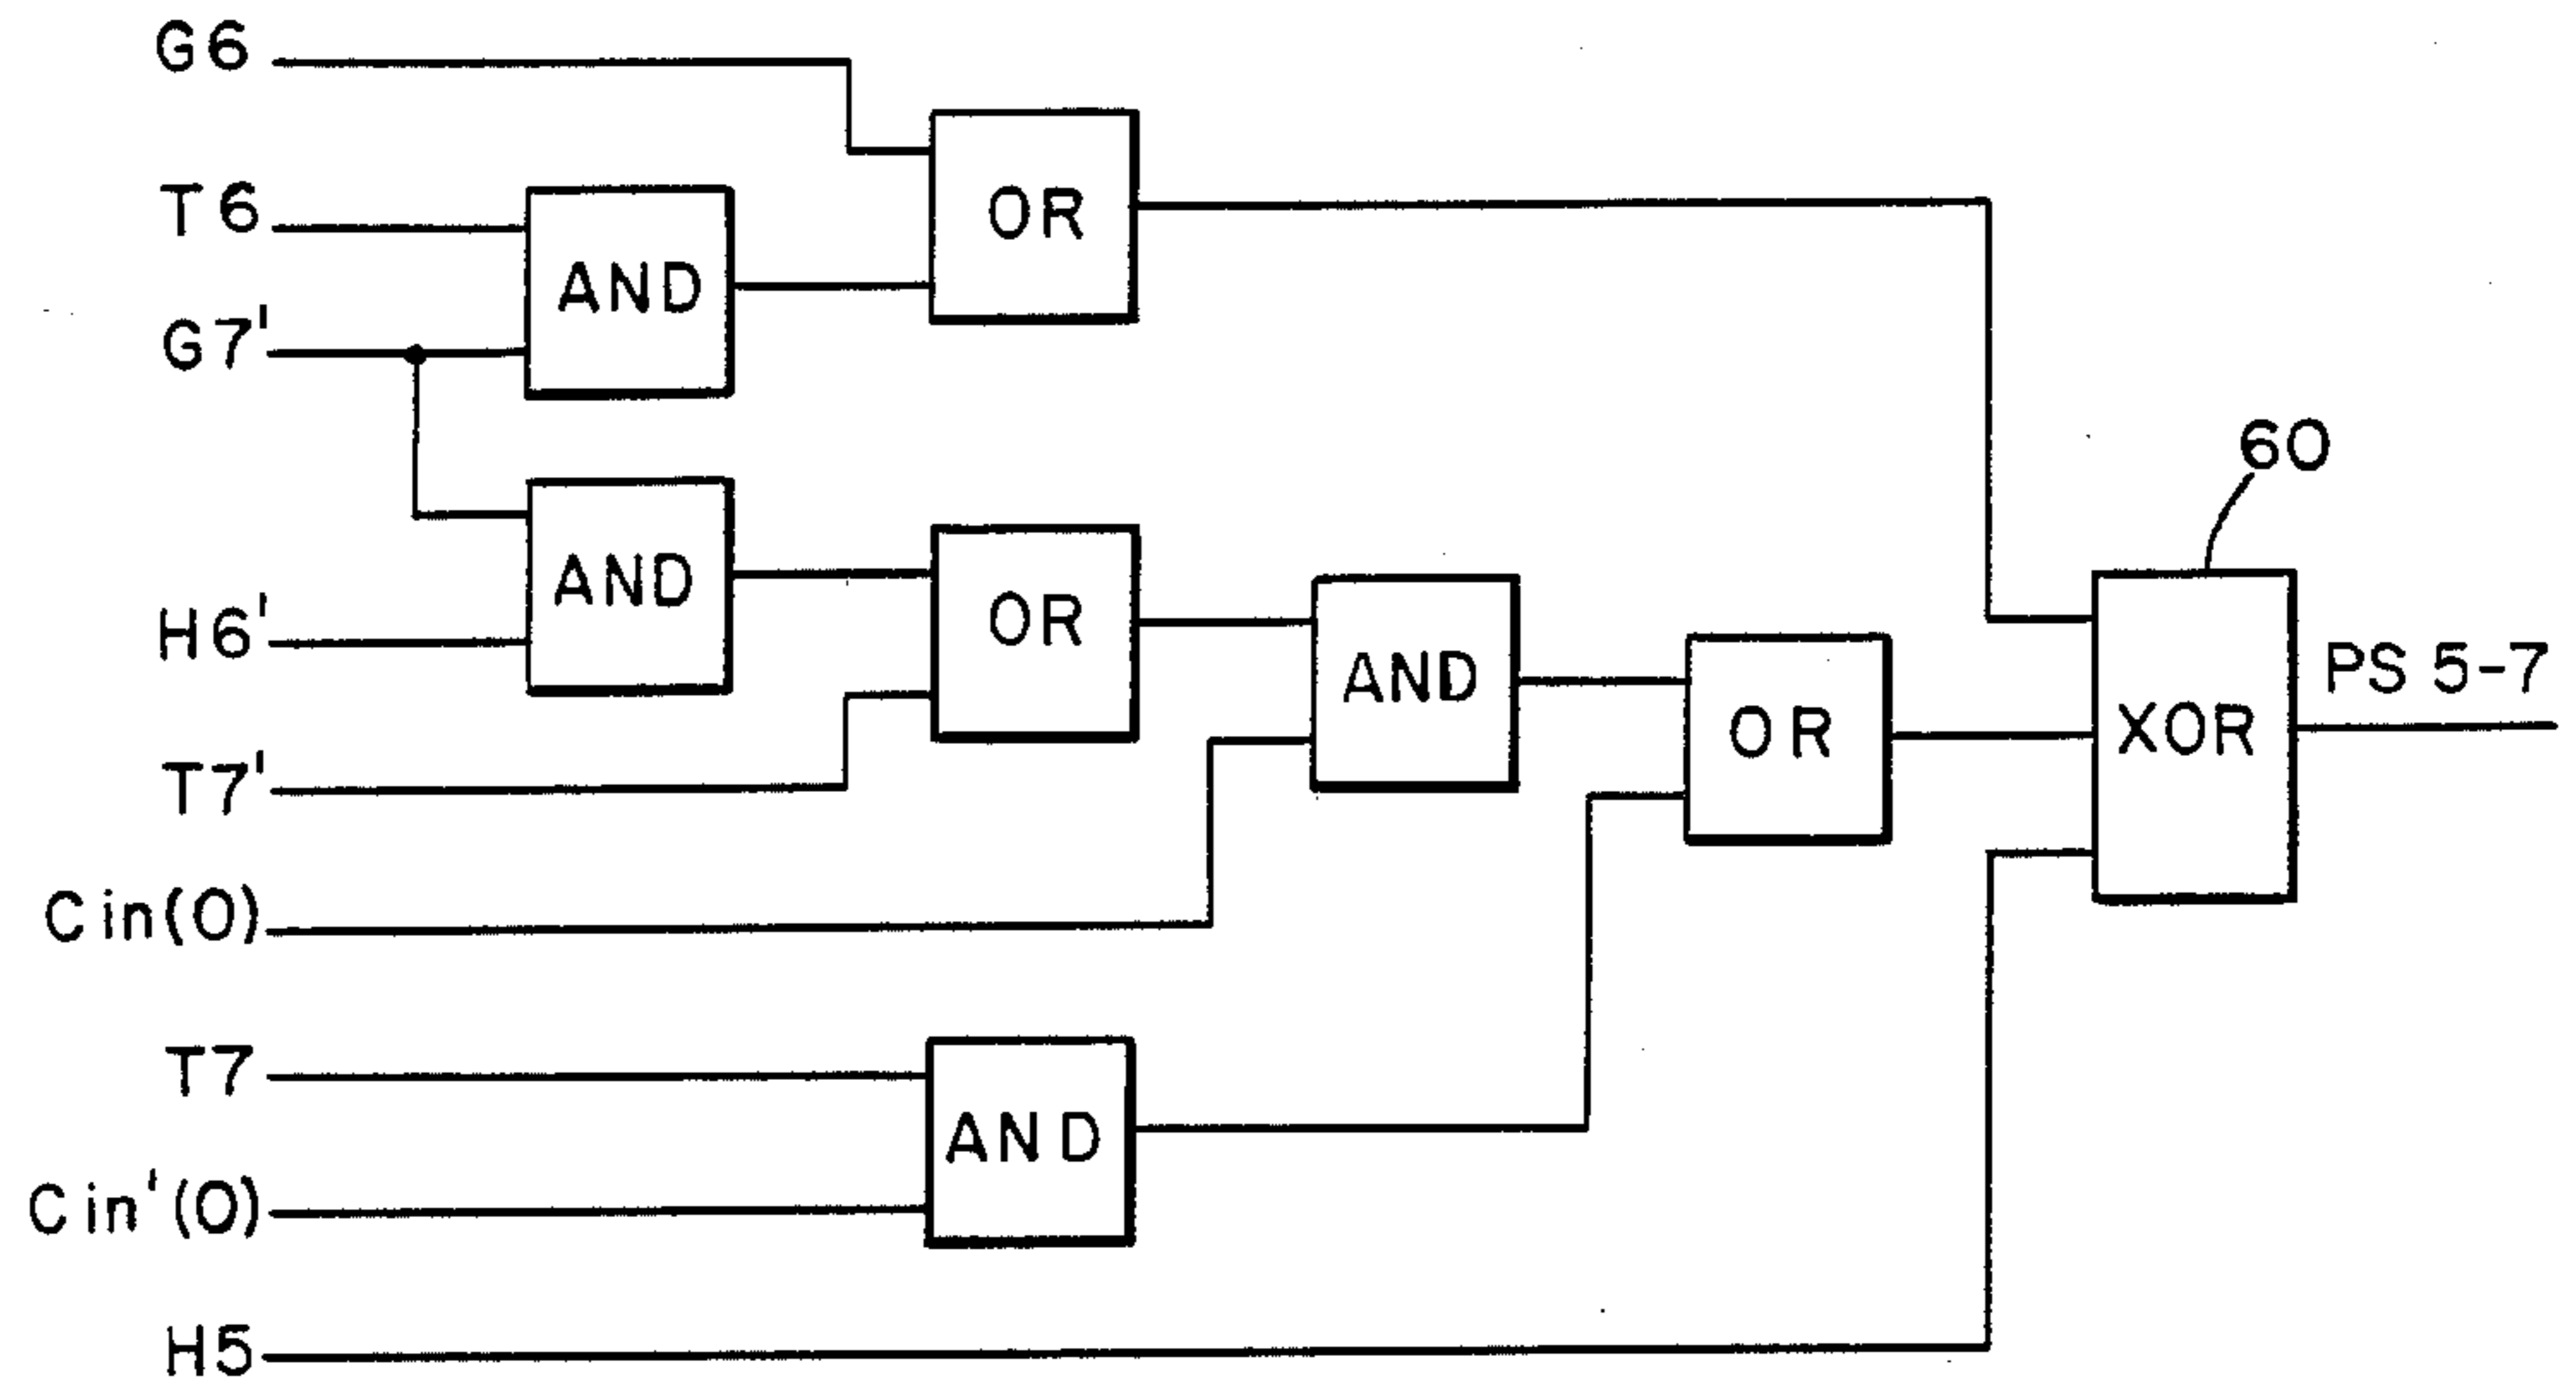 G6
OR
T6
AND
G7'
60
AND
OR
H6'
AND
PS 5-7
OR
XOR
T7'
Cin(0)
T7
AND
Cin'(0)
H5